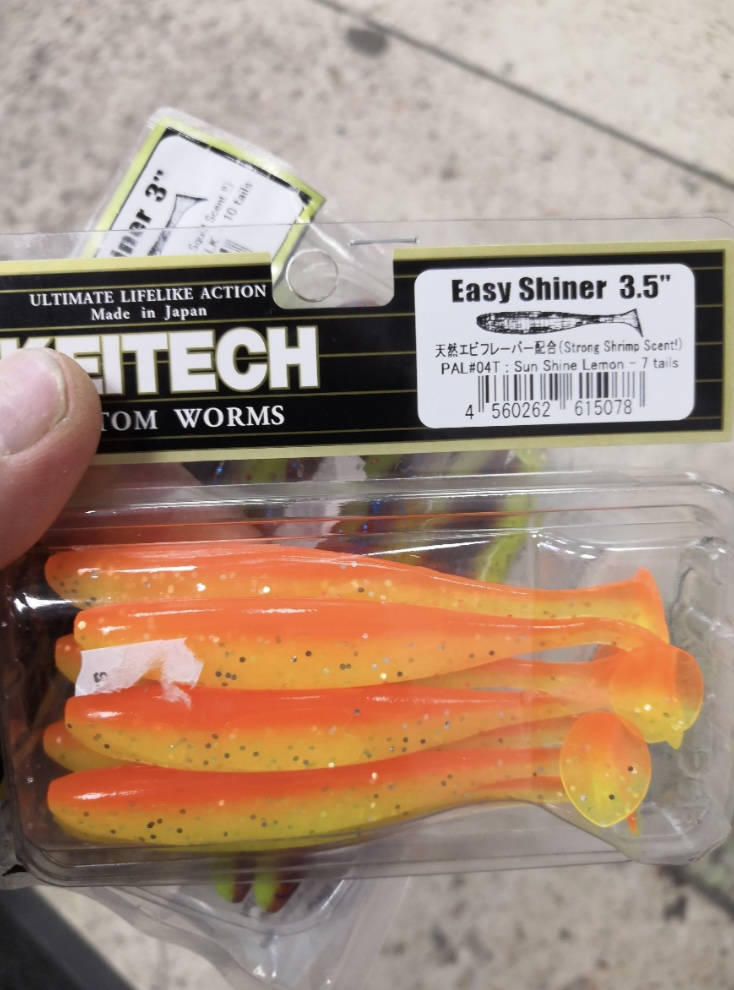 3"
10 tails
ULTIMATE LIFELIKE ACTION
Made in Japan
KEITECH
TOM WORMS
Easy Shiner 3.5"
天然エビフレーバー配合(Strong Shrimp Scent!)
PAL#04T : Sun Shine Lemon - 7 tails
4 560262 615078